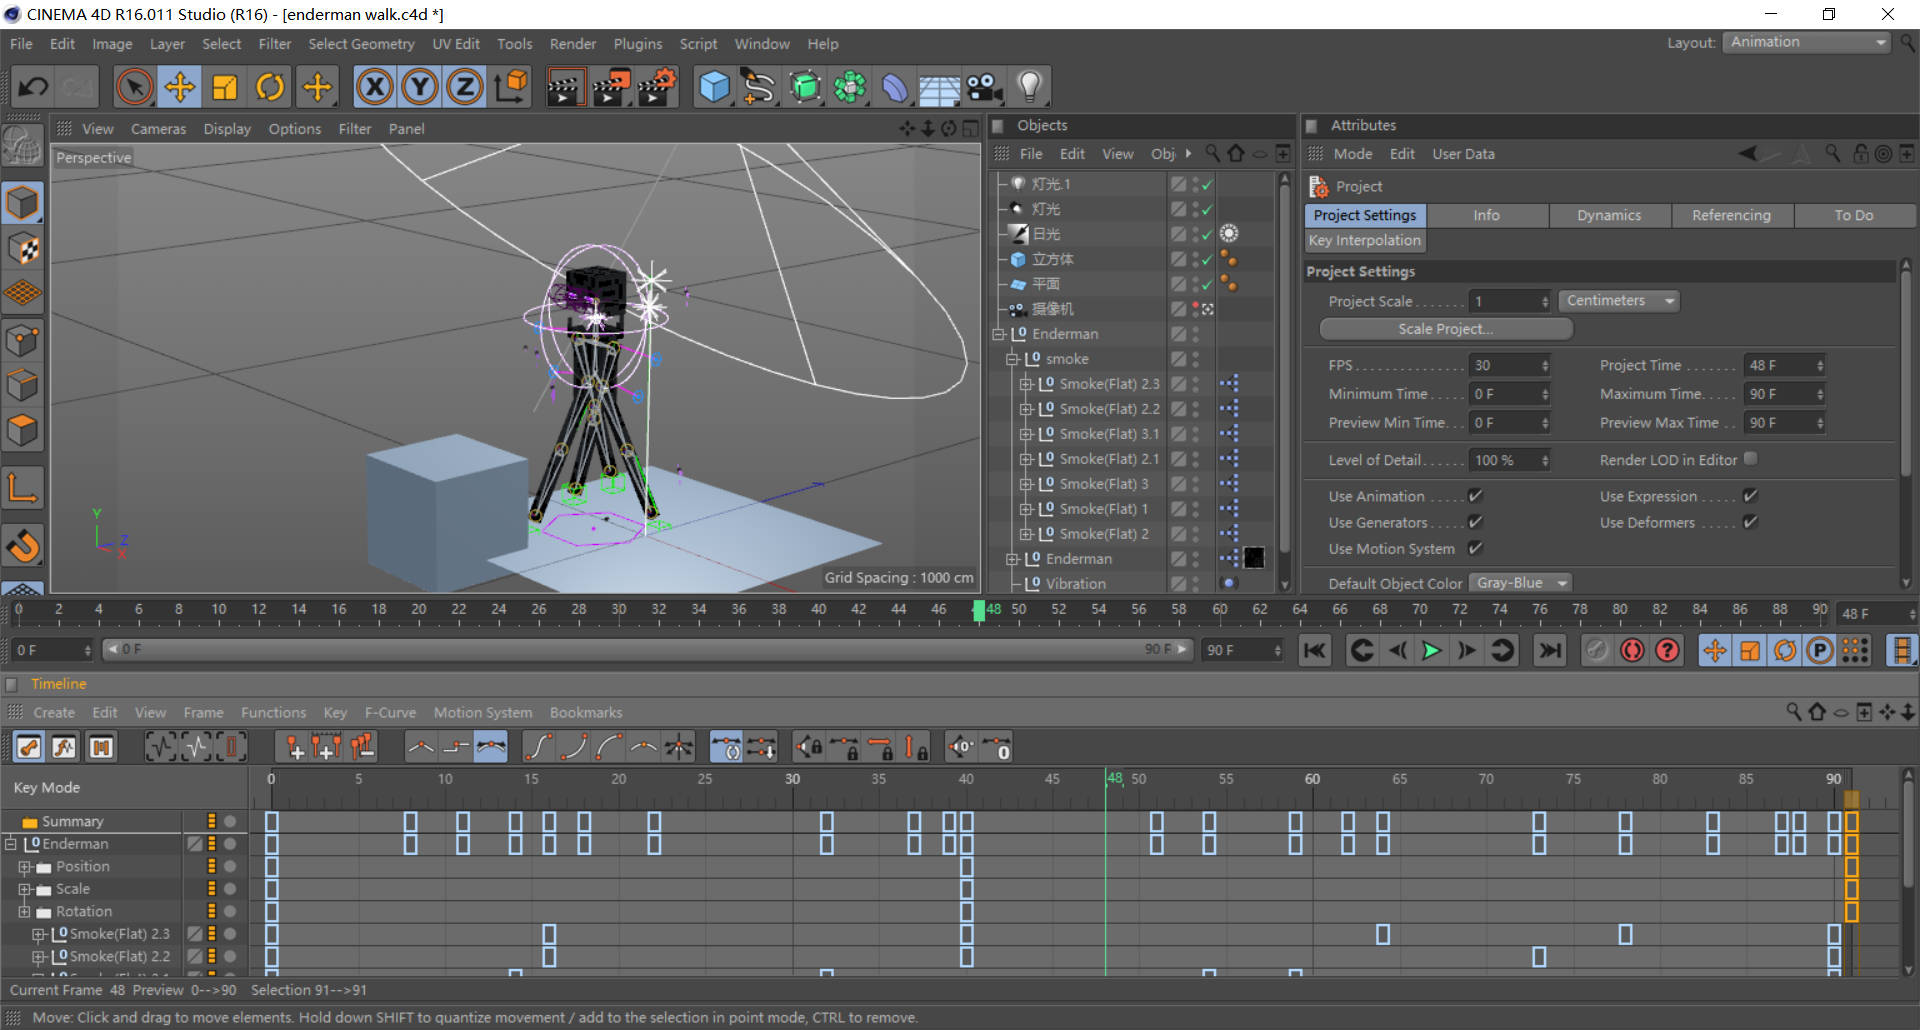 CINEMA 4D R16.011 Studio (R16) - [enderman walk.c4d *]
File Edit Image Layer Select Filter Select Geometry UV Edit Tools Render Plugins Script Window Help
Layout: Animation
View Cameras Display Options Filter Panel
Perspective
Grid Spacing : 1000 cm
Y
Z
X
Objects
File Edit View Obj
灯光.1
灯光
日光
立方体
平面
摄像机
Enderman
smoke
Smoke(Flat) 2.3
Smoke(Flat) 2.2
Smoke(Flat) 3.1
Smoke(Flat) 2.1
Smoke(Flat) 3
Smoke(Flat) 1
Smoke(Flat) 2
Enderman
Vibration
Attributes
Mode Edit User Data
Project
Project Settings Info Dynamics Referencing To Do
Key Interpolation
Project Settings
Project Scale . . . . . . . 1 Centimeters
Scale Project...
FPS . . . . . . . . . . . . . . . 30 Project Time . . . . . . . 48 F
Minimum Time . . . . . 0 F Maximum Time. . . . . 90 F
Preview Min Time. . . 0 F Preview Max Time . . 90 F
Level of Detail. . . . . . 100 % Render LOD in Editor
Use Animation . . . . . Use Expression . . . . .
Use Generators . . . . Use Deformers . . . . .
Use Motion System
Default Object Color Gray-Blue
0 2 4 6 8 10 12 14 16 18 20 22 24 26 28 30 32 34 36 38 40 42 44 46 48 50 52 54 56 58 60 62 64 66 68 70 72 74 76 78 80 82 84 86 88 90 48 F
0 F 0 F 90 F 90 F
Timeline
Create Edit View Frame Functions Key F-Curve Motion System Bookmarks
Key Mode
0 5 10 15 20 25 30 35 40 45 48 50 55 60 65 70 75 80 85 90
Summary
Enderman
Position
Scale
Rotation
Smoke(Flat) 2.3
Smoke(Flat) 2.2
Current Frame 48 Preview 0-->90 Selection 91-->91
Move: Click and drag to move elements. Hold down SHIFT to quantize movement / add to the selection in point mode, CTRL to remove.